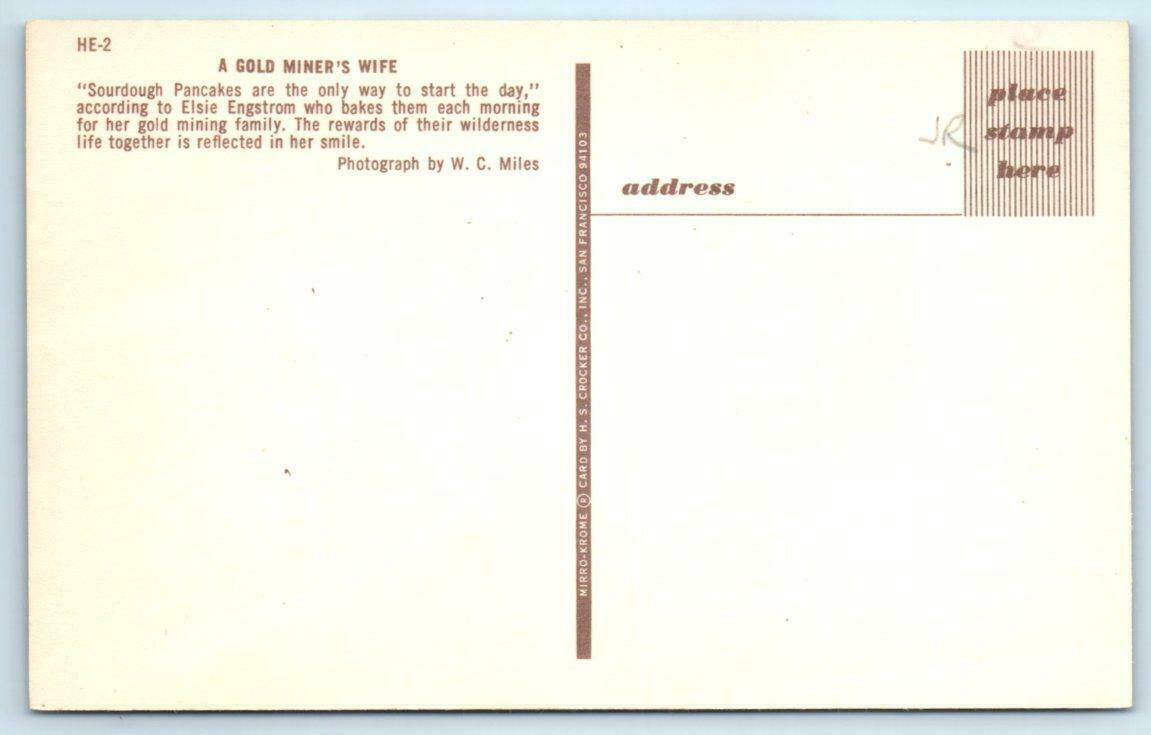 HE-2
A GOLD MINER'S WIFE
"Sourdough Pancakes are the only way to start the day,"
according to Elsie Engstrom who bakes them each morning
for her gold mining family. The rewards of their wilderness
life together is reflected in her smile.
Photograph by W. C. Miles
MIRRO-KROME ® CARD BY H. S. CROCKER CO., INC., SAN FRANCISCO 94103
address
place
stamp
here
JR